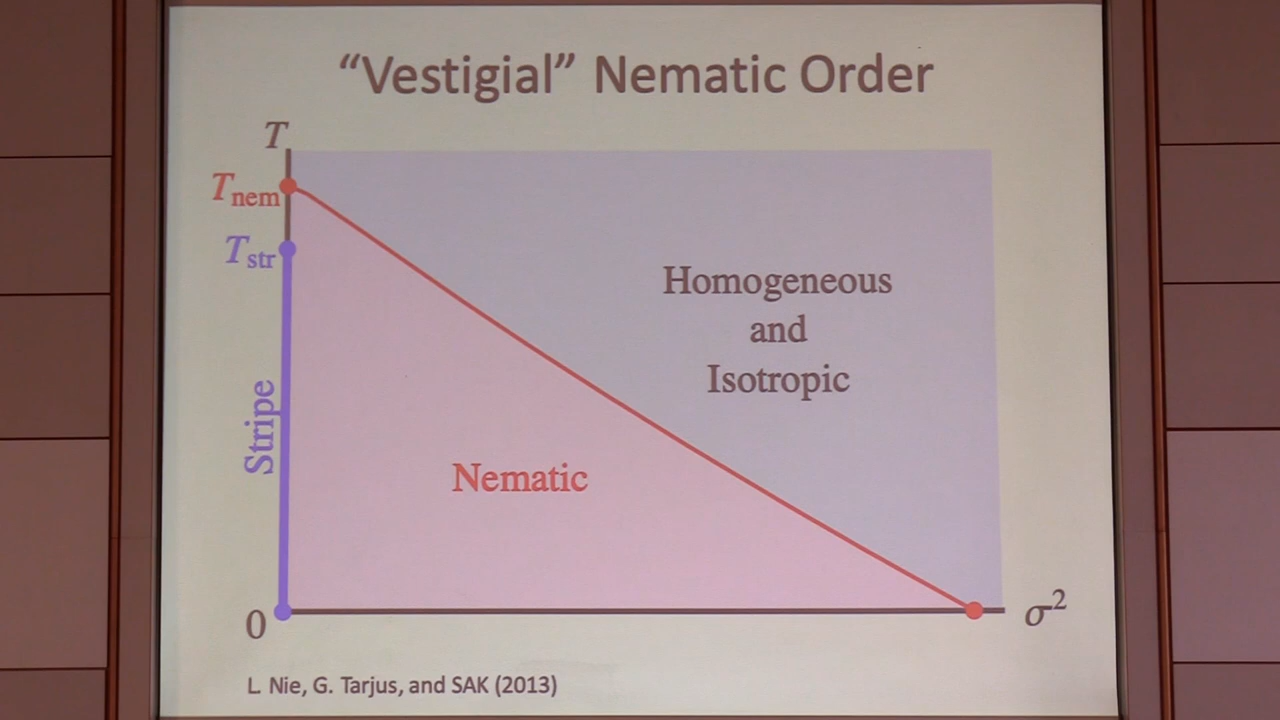 “Vestigial” Nematic Order
T
Tnem
Tstr
Homogeneous
and
Isotropic
Stripe
Nematic
0
σ²
L. Nie, G. Tarjus, and SAK (2013)